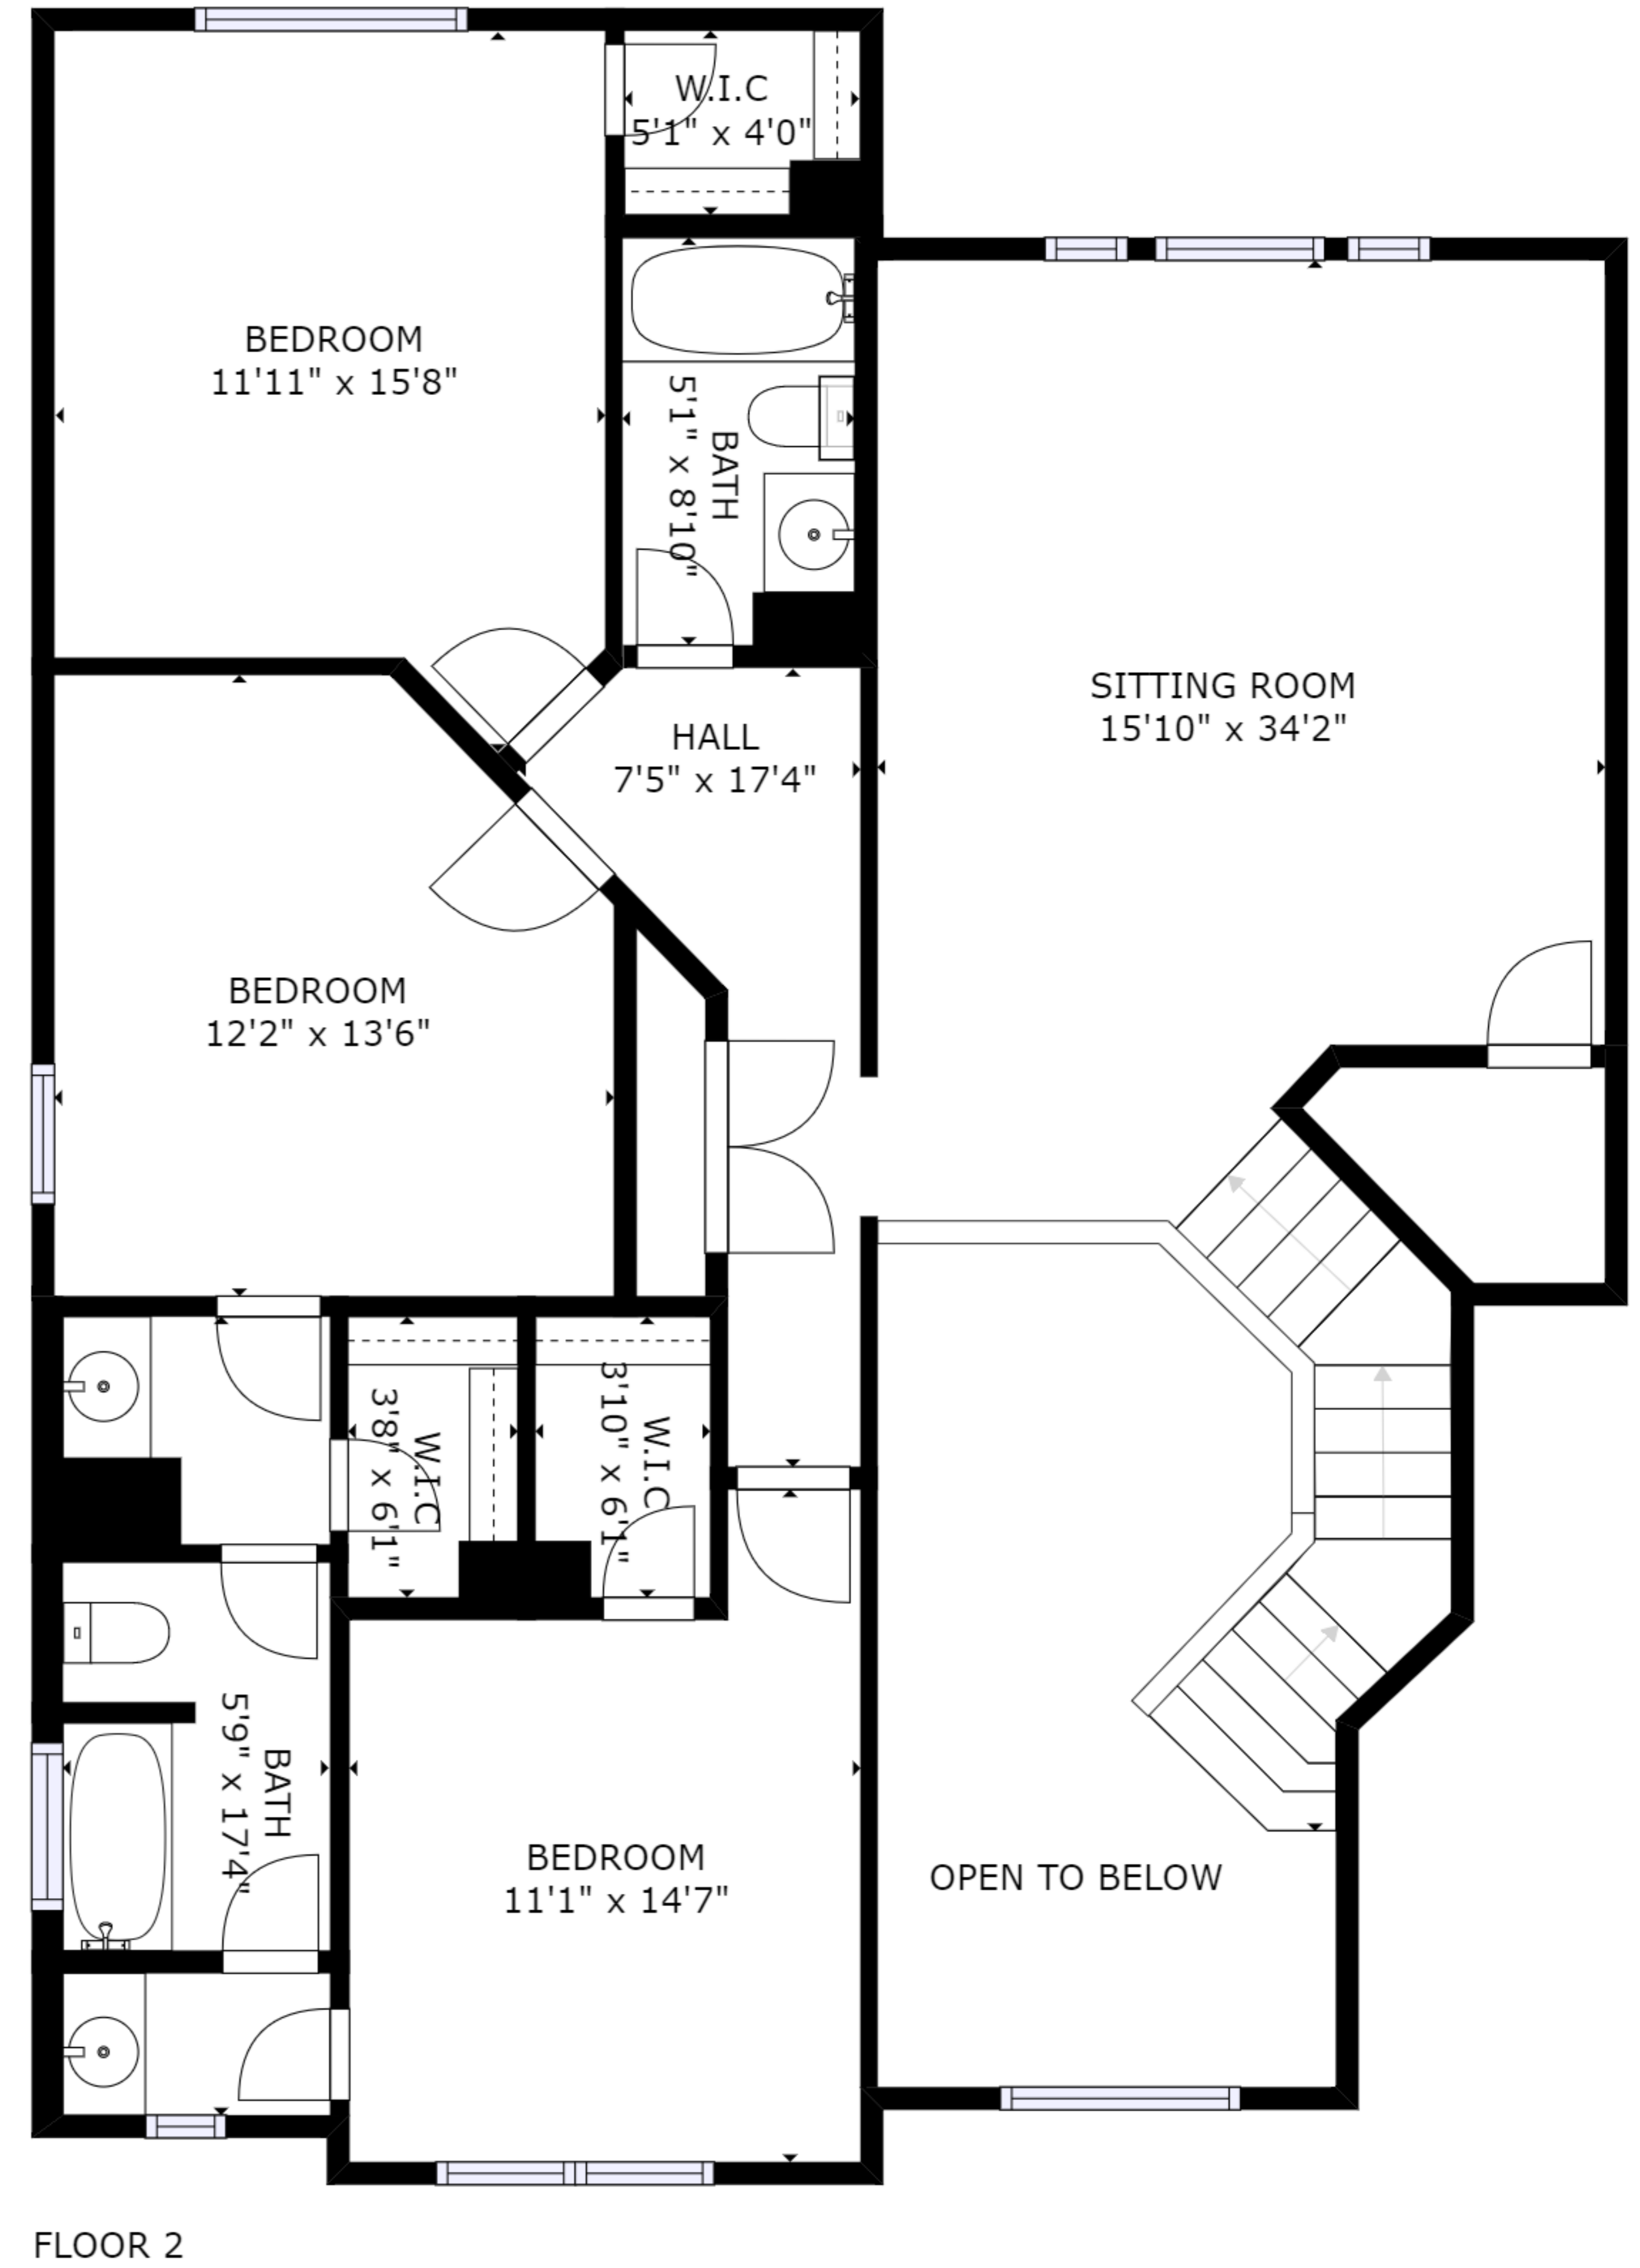 W.I.C
5'1" x 4'0"
BEDROOM
11'11" x 15'8"
BATH
5'1" x 8'10"
SITTING ROOM
15'10" x 34'2"
HALL
7'5" x 17'4"
BEDROOM
12'2" x 13'6"
W.I.C
3'8" x 6'1"
W.I.C
3'10" x 6'1"
BATH
5'9" x 17'4"
BEDROOM
11'1" x 14'7"
OPEN TO BELOW
FLOOR 2